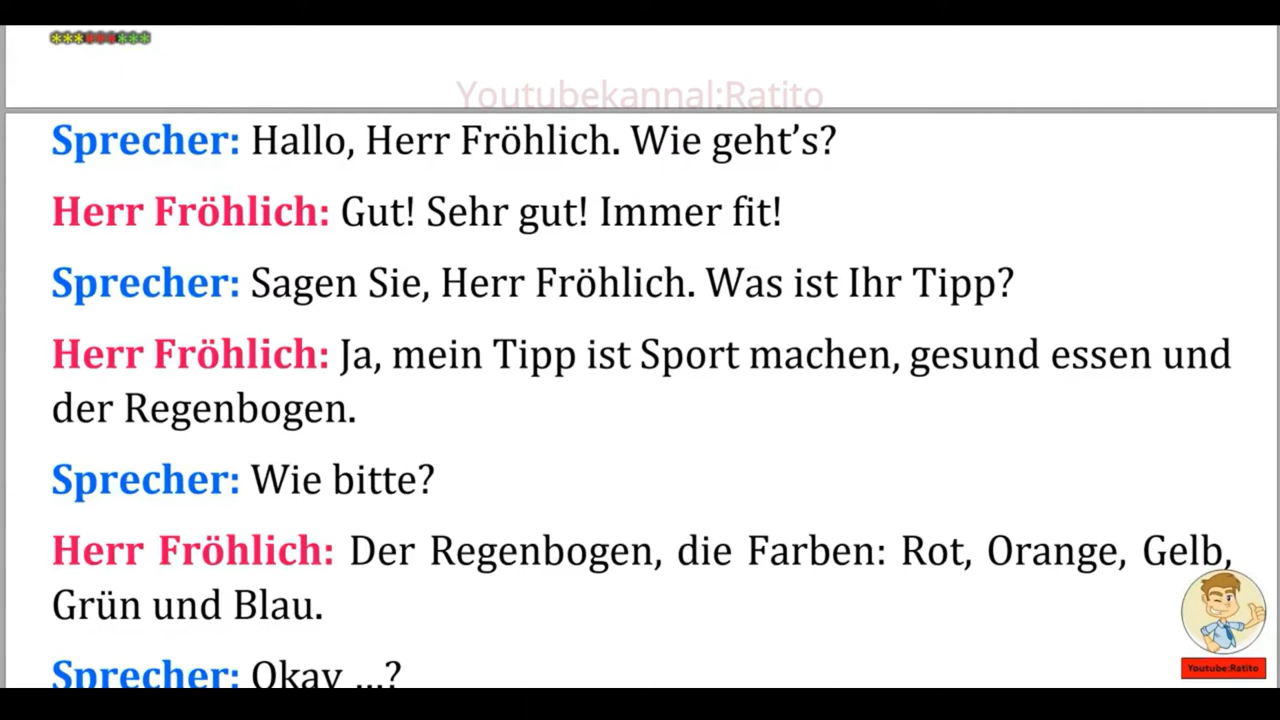 ******​***
Youtubekannal:Ratito
Sprecher: Hallo, Herr Fröhlich. Wie geht’s?
Herr Fröhlich: Gut! Sehr gut! Immer fit!
Sprecher: Sagen Sie, Herr Fröhlich. Was ist Ihr Tipp?
Herr Fröhlich: Ja, mein Tipp ist Sport machen, gesund essen und
der Regenbogen.
Sprecher: Wie bitte?
Herr Fröhlich: Der Regenbogen, die Farben: Rot, Orange, Gelb,
Grün und Blau.
Sprecher: Okay ...?
Youtube:Ratito